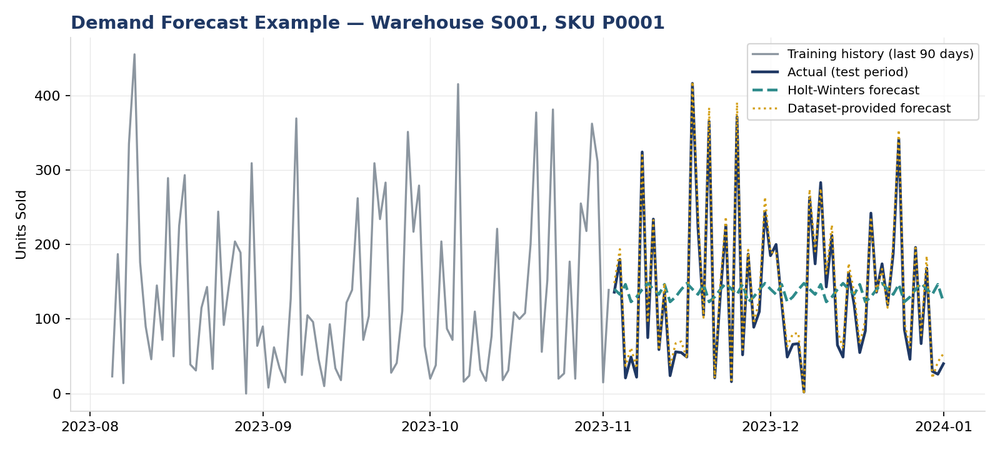 Demand Forecast Example — Warehouse S001, SKU P0001
Training history (last 90 days)
Actual (test period)
Holt-Winters forecast
Dataset-provided forecast
Units Sold
400
300
200
100
0
2023-08
2023-09
2023-10
2023-11
2023-12
2024-01